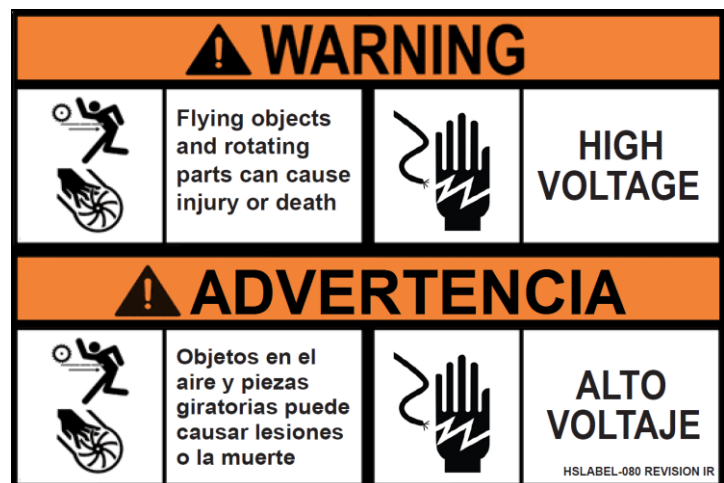 WARNING
Flying objects
and rotating
parts can cause
injury or death
HIGH
VOLTAGE
ADVERTENCIA
Objetos en el
aire y piezas
giratorias puede
causar lesiones
o la muerte
ALTO
VOLTAJE
HSLABEL-080 REVISION IR